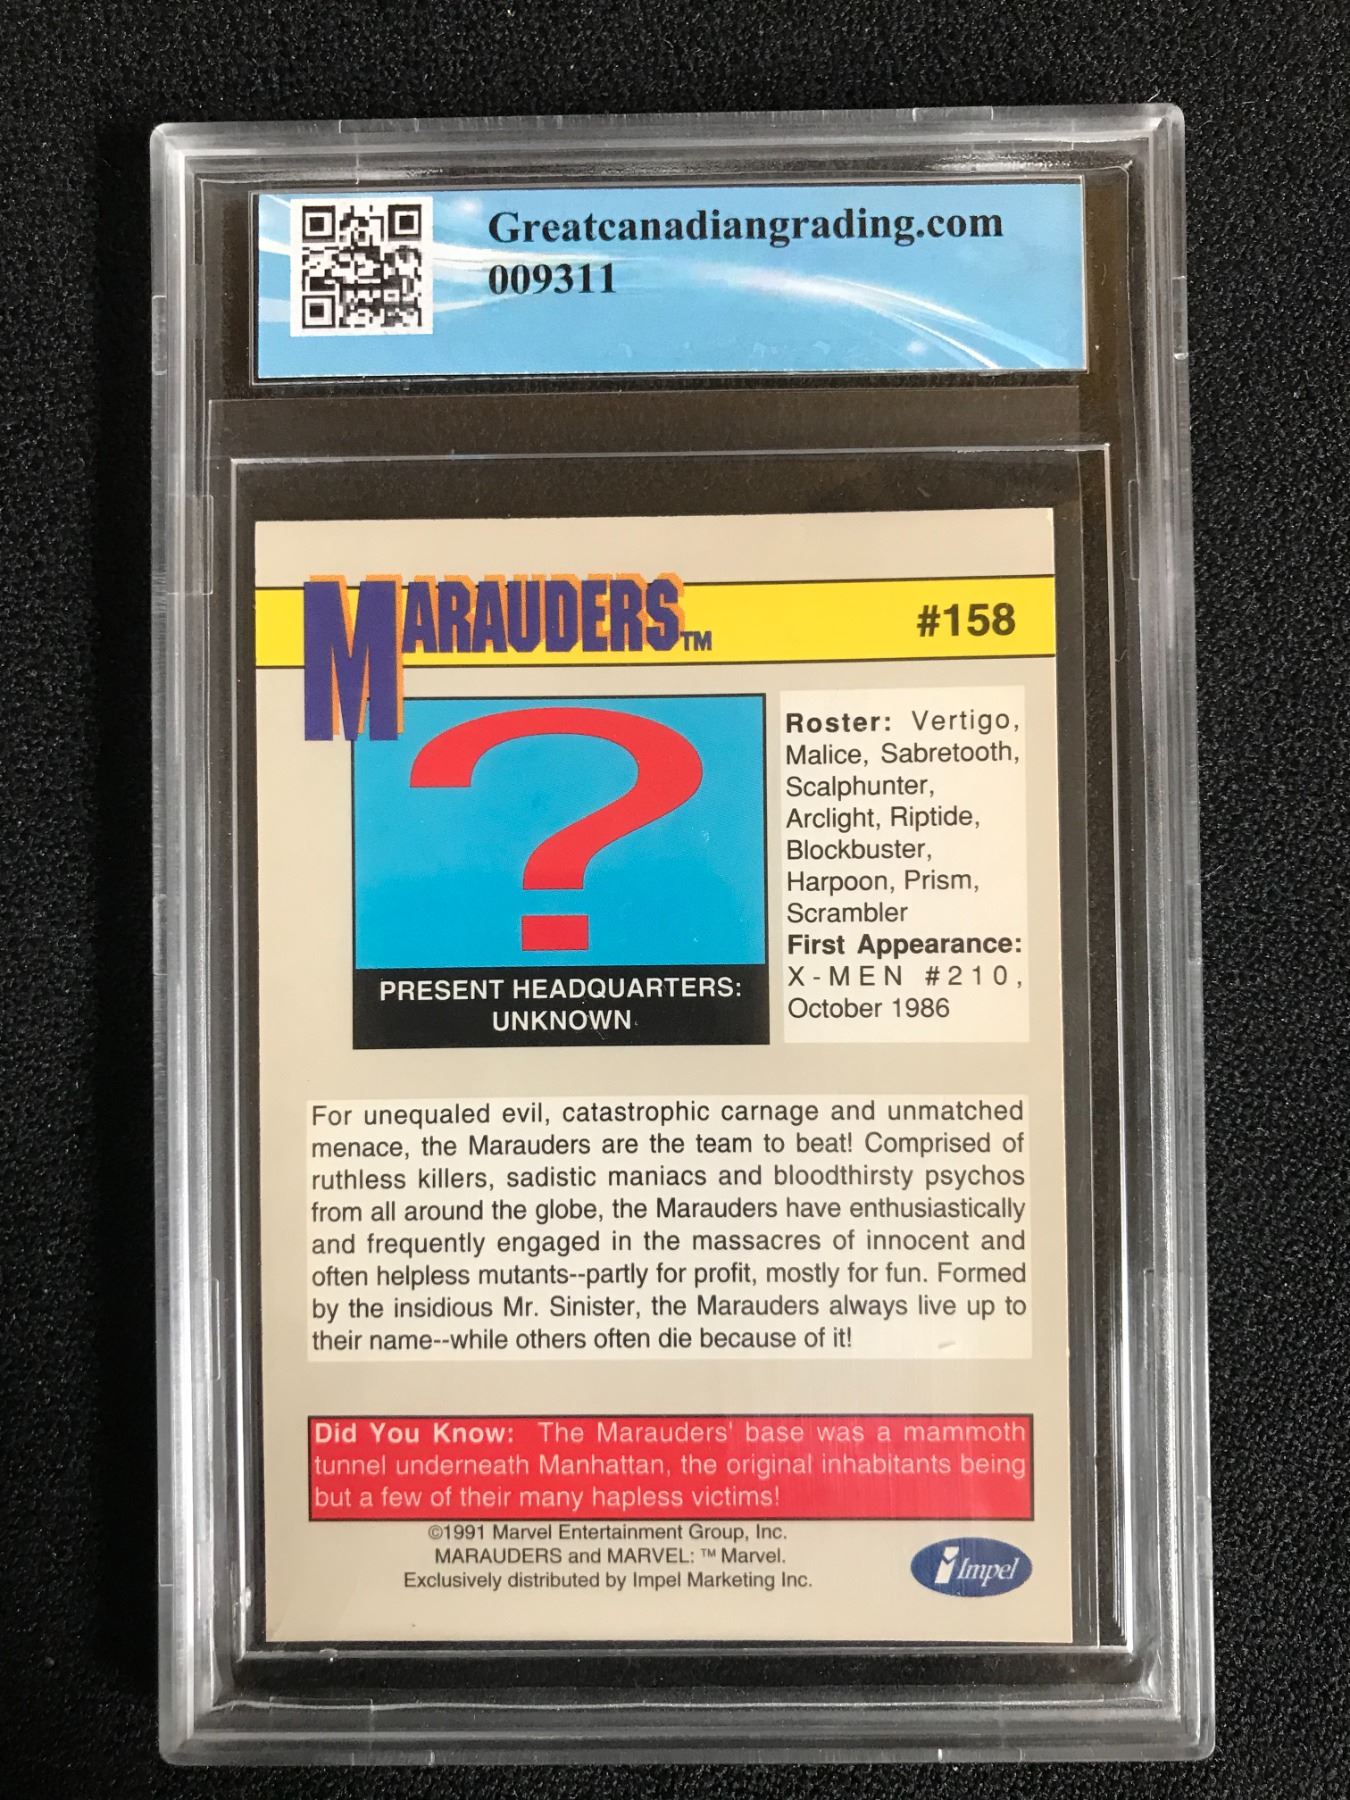 Greatcanadiangrading.com
009311
MARAUDERS™
#158
?
PRESENT HEADQUARTERS:
UNKNOWN
Roster: Vertigo,
Malice, Sabretooth,
Scalphunter,
Arclight, Riptide,
Blockbuster,
Harpoon, Prism,
Scrambler
First Appearance:
X-MEN #210,
October 1986
For unequaled evil, catastrophic carnage and unmatched
menace, the Marauders are the team to beat! Comprised of
ruthless killers, sadistic maniacs and bloodthirsty psychos
from all around the globe, the Marauders have enthusiastically
and frequently engaged in the massacres of innocent and
often helpless mutants--partly for profit, mostly for fun. Formed
by the insidious Mr. Sinister, the Marauders always live up to
their name--while others often die because of it!
Did You Know: The Marauders' base was a mammoth
tunnel underneath Manhattan, the original inhabitants being
but a few of their many hapless victims!
©1991 Marvel Entertainment Group, Inc.
MARAUDERS and MARVEL: ™ Marvel.
Exclusively distributed by Impel Marketing Inc.
Impel